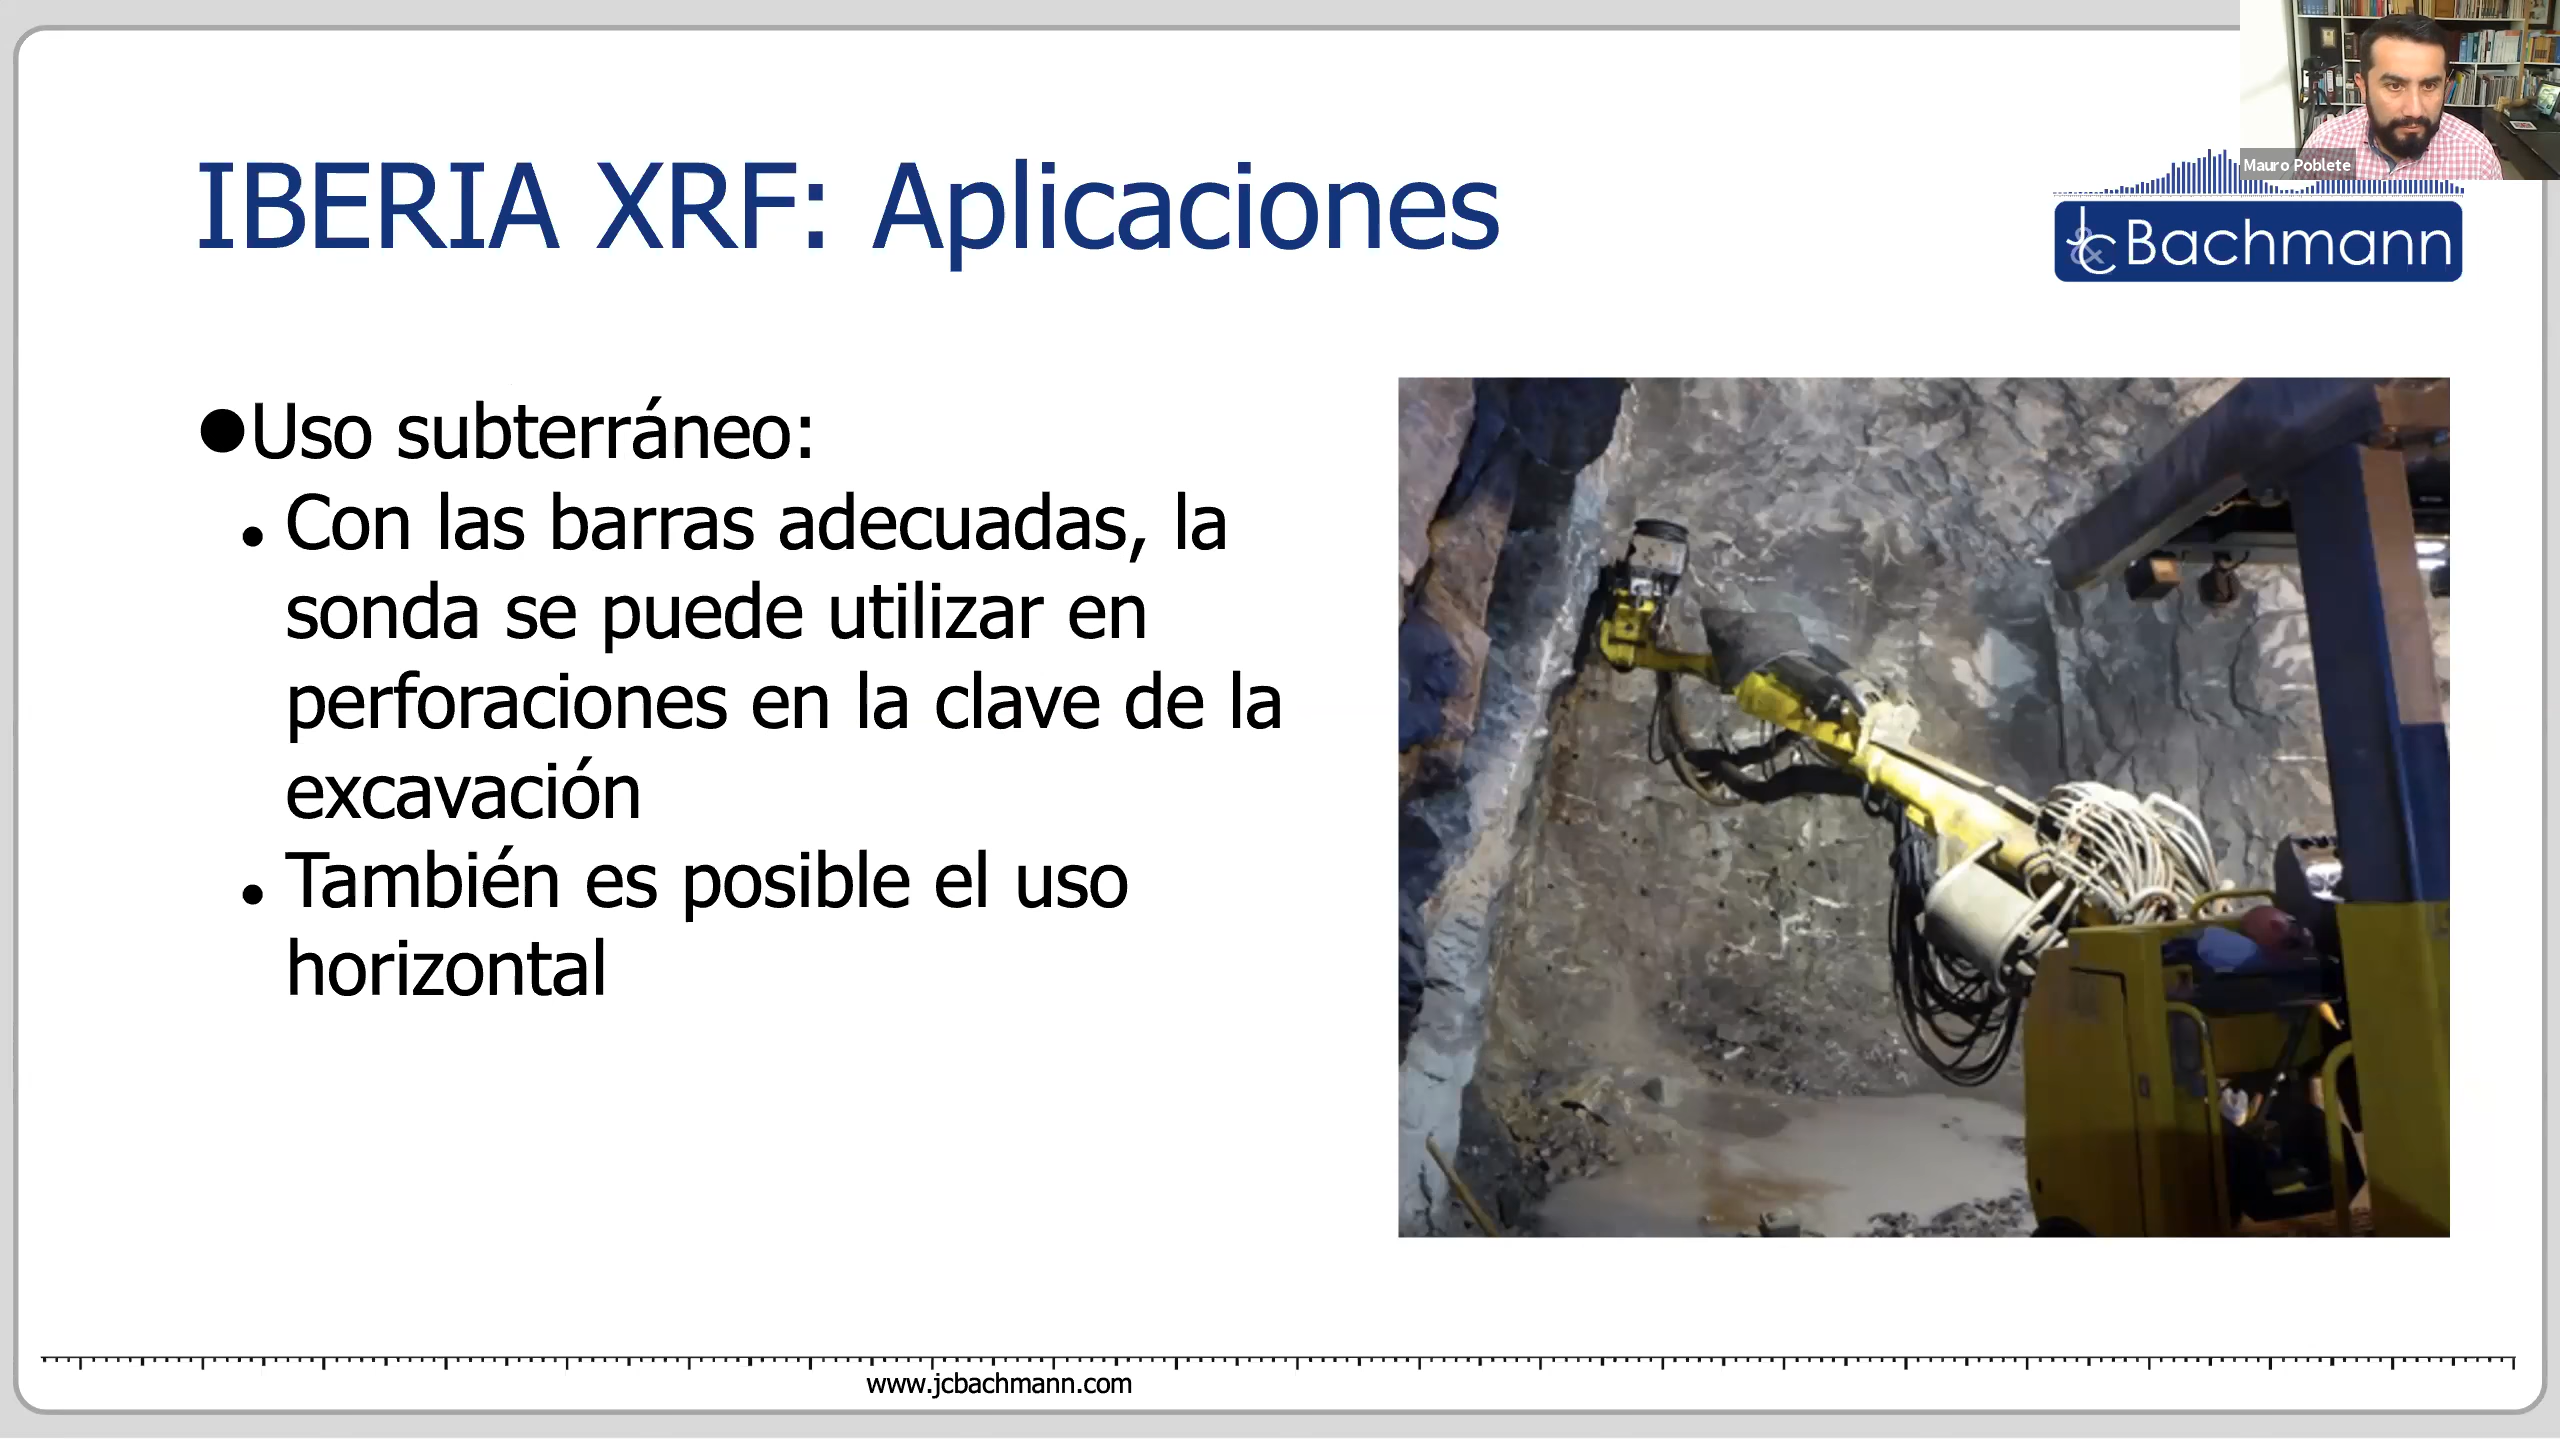 Mauro Poblete
IBERIA XRF: Aplicaciones
J&C Bachmann
●Uso subterráneo:
• Con las barras adecuadas, la
sonda se puede utilizar en
perforaciones en la clave de la
excavación
• También es posible el uso
horizontal
www.jcbachmann.com